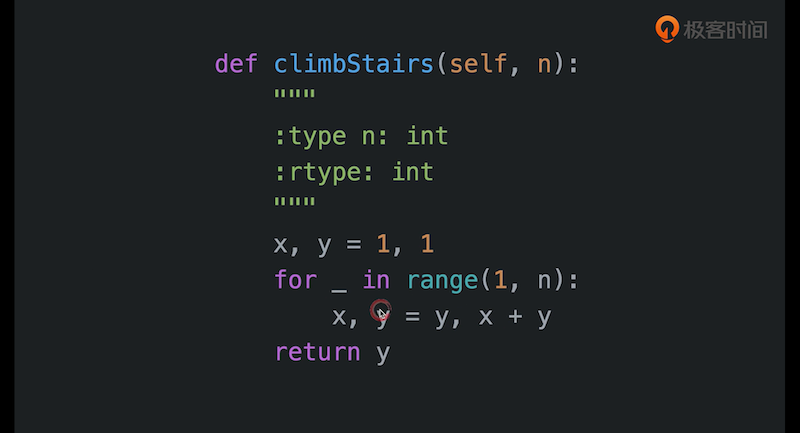 极客时间
def climbStairs(self, n):
    """
    :type n: int
    :rtype: int
    """
    x, y = 1, 1
    for _ in range(1, n):
        x, y = y, x + y
    return y